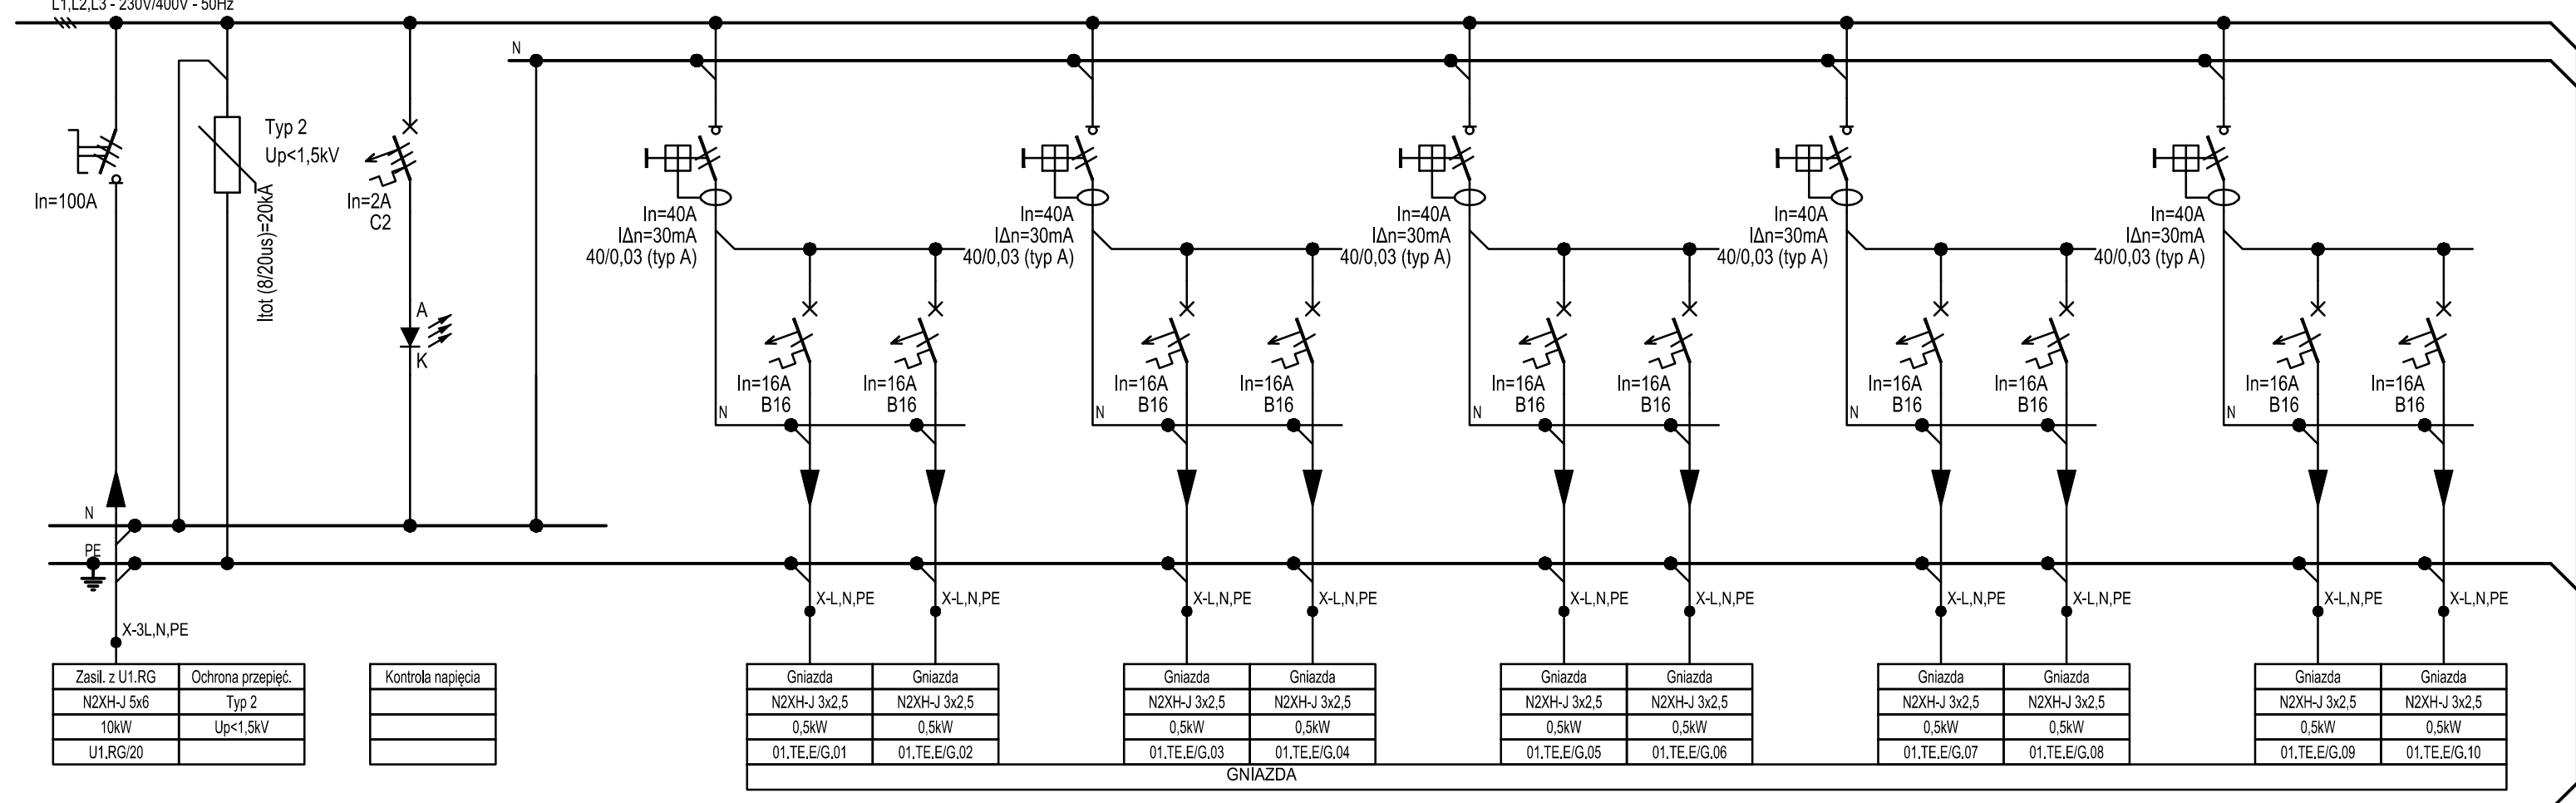 L1,L2,L3 - 230V/400V - 50Hz
N
Typ 2
Up<1,5kV
Itot (8/20us)=20kA
In=100A
In=2A
C2
A
K
In=40A
IΔn=30mA
40/0,03 (typ A)
In=40A
IΔn=30mA
40/0,03 (typ A)
In=40A
IΔn=30mA
40/0,03 (typ A)
In=40A
IΔn=30mA
40/0,03 (typ A)
In=40A
IΔn=30mA
40/0,03 (typ A)
In=16A
B16
In=16A
B16
In=16A
B16
In=16A
B16
In=16A
B16
In=16A
B16
In=16A
B16
In=16A
B16
In=16A
B16
In=16A
B16
N
N
N
N
N
N
PE
X-3L,N,PE
X-L,N,PE
X-L,N,PE
X-L,N,PE
X-L,N,PE
X-L,N,PE
X-L,N,PE
X-L,N,PE
X-L,N,PE
X-L,N,PE
X-L,N,PE
Zasil. z U1.RG Ochrona przepięć. Kontrola napięcia Gniazda Gniazda Gniazda Gniazda Gniazda Gniazda Gniazda Gniazda Gniazda Gniazda
N2XH-J 5x6 Typ 2 N2XH-J 3x2,5 N2XH-J 3x2,5 N2XH-J 3x2,5 N2XH-J 3x2,5 N2XH-J 3x2,5 N2XH-J 3x2,5 N2XH-J 3x2,5 N2XH-J 3x2,5 N2XH-J 3x2,5 N2XH-J 3x2,5
10kW Up<1,5kV 0,5kW 0,5kW 0,5kW 0,5kW 0,5kW 0,5kW 0,5kW 0,5kW 0,5kW 0,5kW
U1.RG/20 01.TE.E/G.01 01.TE.E/G.02 01.TE.E/G.03 01.TE.E/G.04 01.TE.E/G.05 01.TE.E/G.06 01.TE.E/G.07 01.TE.E/G.08 01.TE.E/G.09 01.TE.E/G.10
GNIAZDA